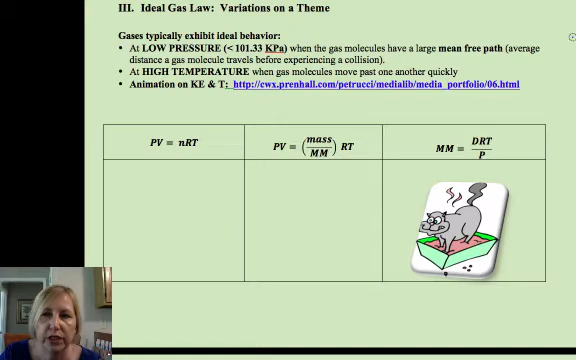 III. Ideal Gas Law: Variations on a Theme
Gases typically exhibit ideal behavior:
• At LOW PRESSURE (< 101.33 KPa) when the gas molecules have a large mean free path (average
distance a gas molecule travels before experiencing a collision).
• At HIGH TEMPERATURE when gas molecules move past one another quickly
• Animation on KE & T: http://cwx.prenhall.com/petrucci/medialib/media_portfolio/06.html
PV = nRT
PV = (mass/MM) RT
MM = DRT/P